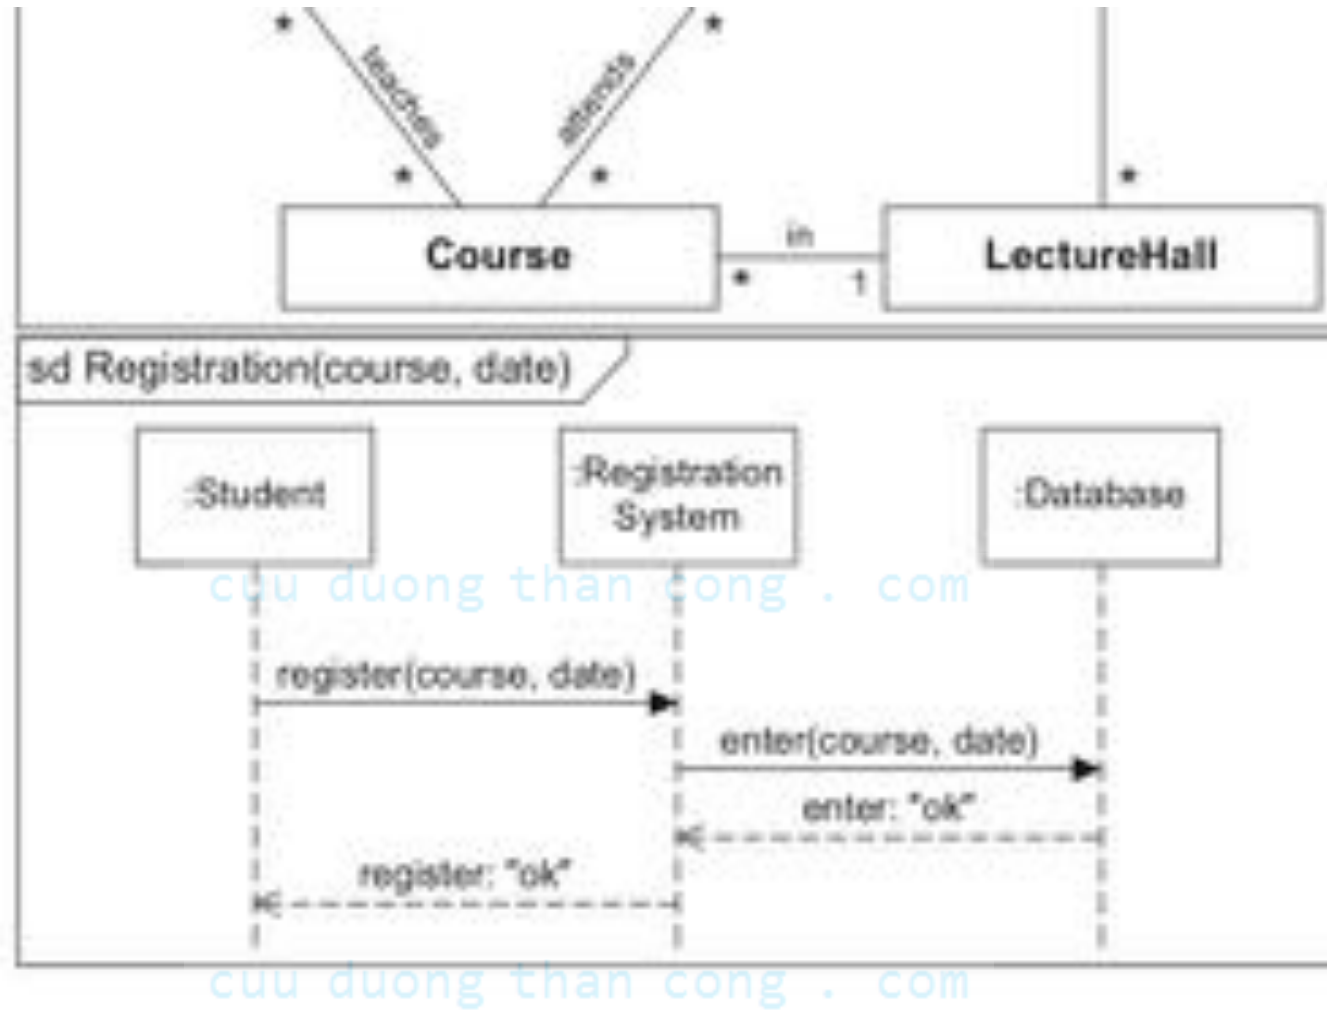 * *
teaches attends
* * *
Course in LectureHall
* 1
sd Registration(course, date)
:Student :Registration System :Database
cuu duong than cong . com
register(course, date)
enter(course, date)
enter: "ok"
register: "ok"
cuu duong than cong . com